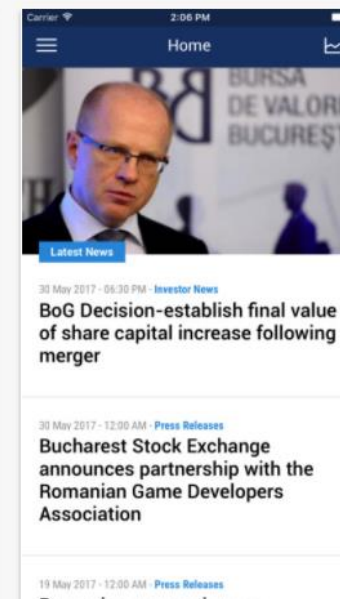 Carrier 2:06 PM
Home
BURSA
DE VALORI
BUCUREȘT
Latest News
30 May 2017 - 06:30 PM - Investor News
BoG Decision-establish final value
of share capital increase following
merger
30 May 2017 - 12:00 AM - Press Releases
Bucharest Stock Exchange
announces partnership with the
Romanian Game Developers
Association
19 May 2017 - 12:00 AM - Press Releases